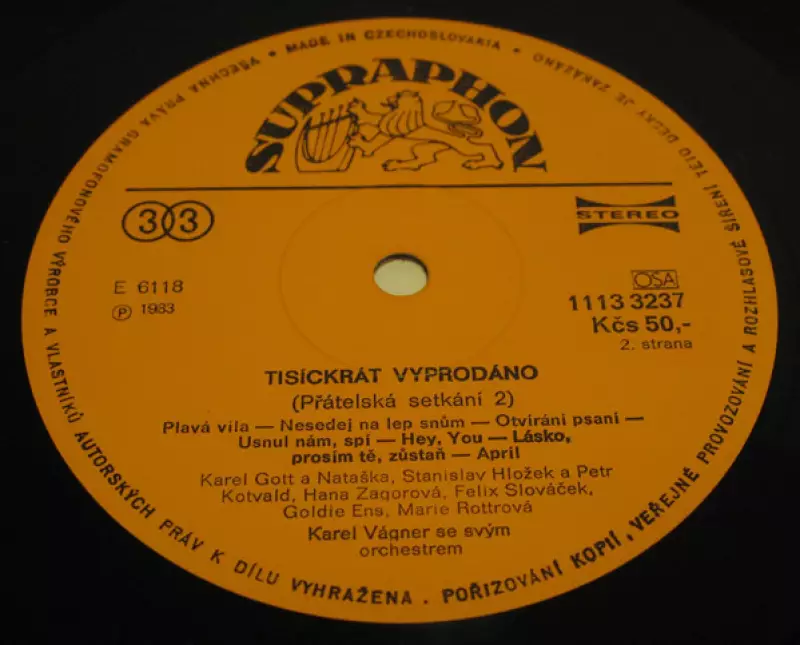 VŠECHNA PRÁVA GRAMOFONOVÉHO VÝROBCE A VLASTNÍKŮ AUTORSKÝCH PRÁV K DÍLU VYHRAŽENA . POŘIZOVÁNÍ KOPIÍ, VEŘEJNÉ PROVOZOVÁNÍ A ROZHLASOVÉ ŠÍŘENÍ TÉTO DESKY JE ZAKÁZÁNO
• MADE IN CZECHOSLOVAKIA •
SUPRAPHON
33
STEREO
E 6118
℗ 1983
OSA
1113 3237
Kčs 50,-
2. strana
TISÍCKRÁT VYPRODÁNO
(Přátelská setkání 2)
Plavá víla — Nesedej na lep snům — Otvírání psaní —
Usnul nám, spí — Hey, You — Lásko,
prosím tě, zůstaň — April
Karel Gott a Nataška, Stanislav Hložek a Petr
Kotvald, Hana Zagorová, Felix Slováček,
Goldie Ens, Marie Rottrová
Karel Vágner se svým
orchestrem